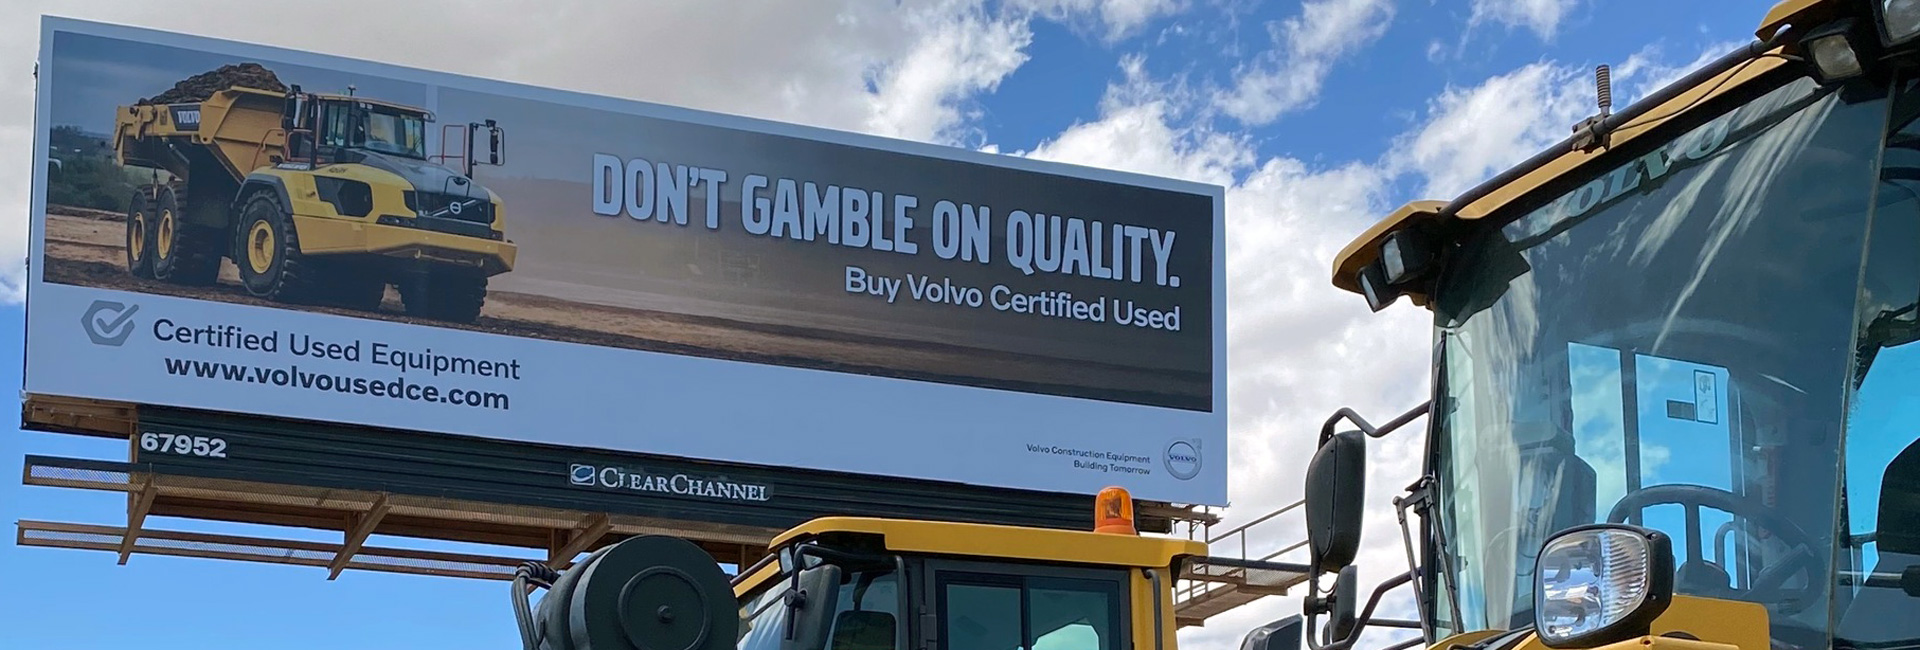 VOLVO
DON'T GAMBLE ON QUALITY.
Buy Volvo Certified Used
Certified Used Equipment
www.volvousedce.com
Volvo Construction Equipment
Building Tomorrow
VOLVO
67952
CLEARCHANNEL
VOLVO